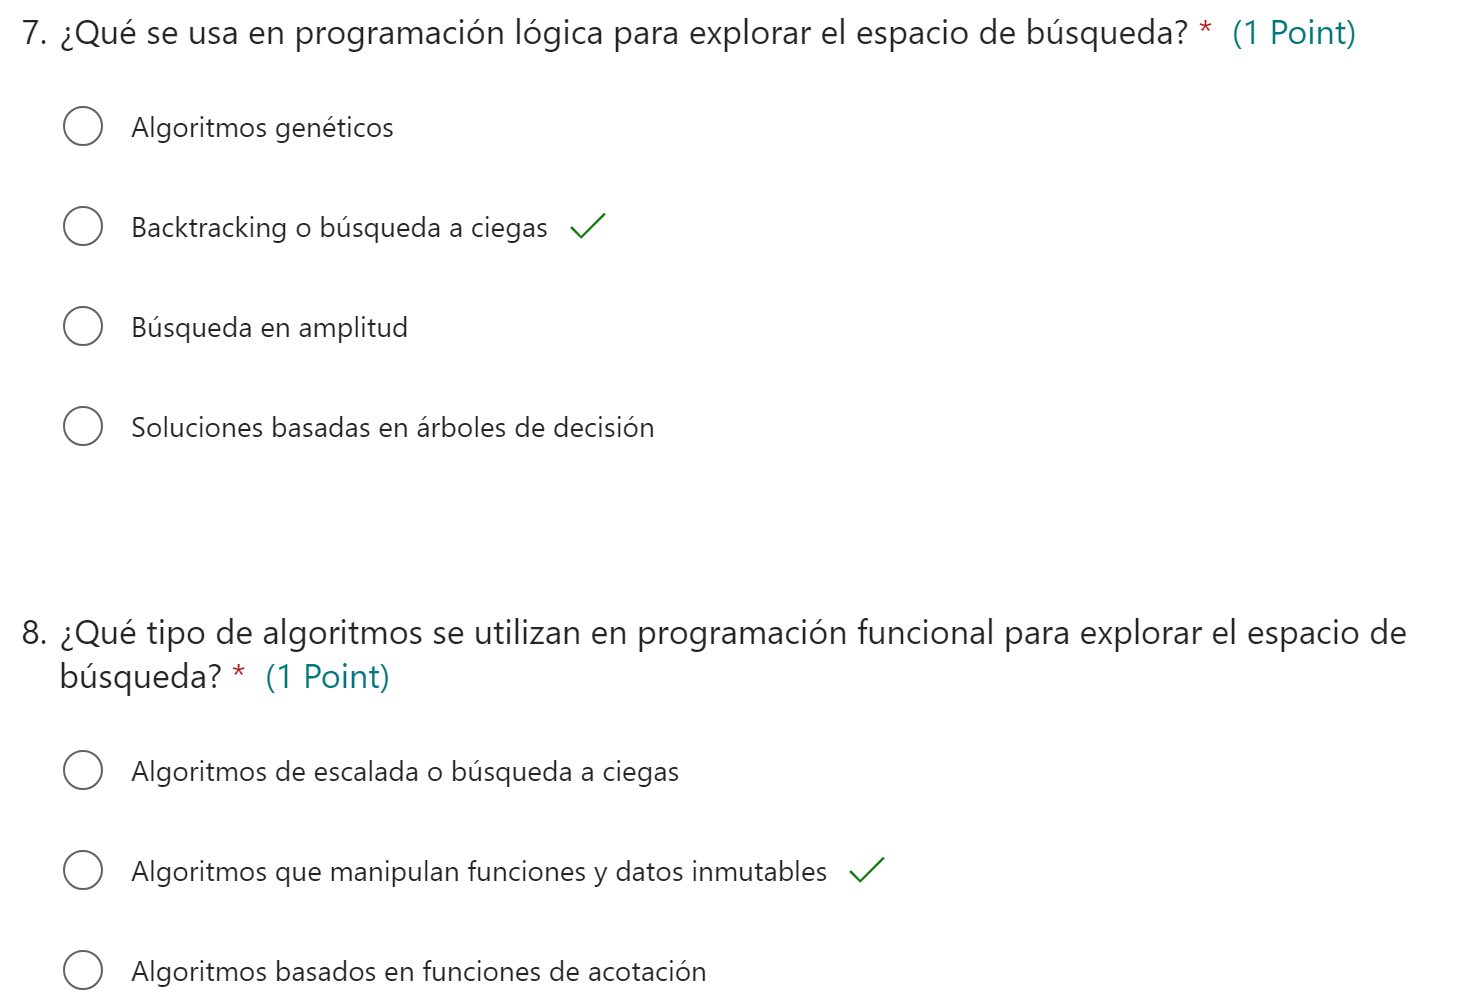 7. ¿Qué se usa en programación lógica para explorar el espacio de búsqueda? * (1 Point)
Algoritmos genéticos
Backtracking o búsqueda a ciegas
Búsqueda en amplitud
Soluciones basadas en árboles de decisión
8. ¿Qué tipo de algoritmos se utilizan en programación funcional para explorar el espacio de
búsqueda? * (1 Point)
Algoritmos de escalada o búsqueda a ciegas
Algoritmos que manipulan funciones y datos inmutables
Algoritmos basados en funciones de acotación